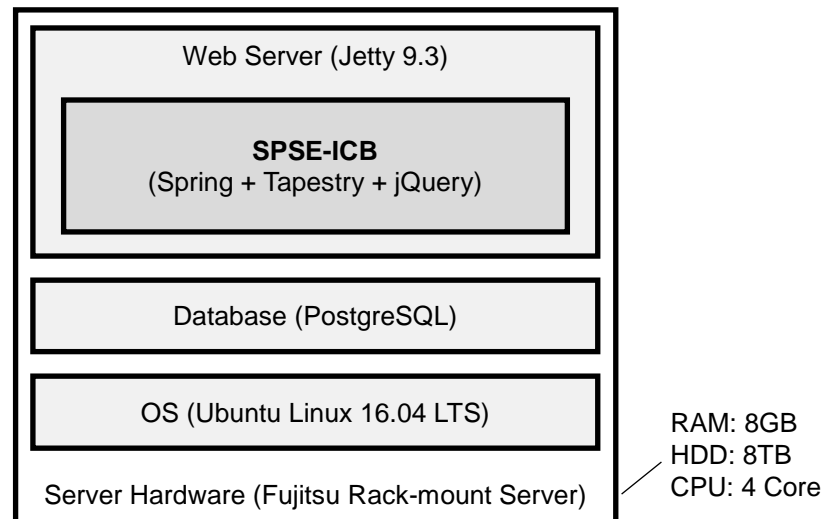 Web Server (Jetty 9.3)
SPSE-ICB
(Spring + Tapestry + jQuery)
Database (PostgreSQL)
OS (Ubuntu Linux 16.04 LTS)
Server Hardware (Fujitsu Rack-mount Server)
RAM: 8GB
HDD: 8TB
CPU: 4 Core